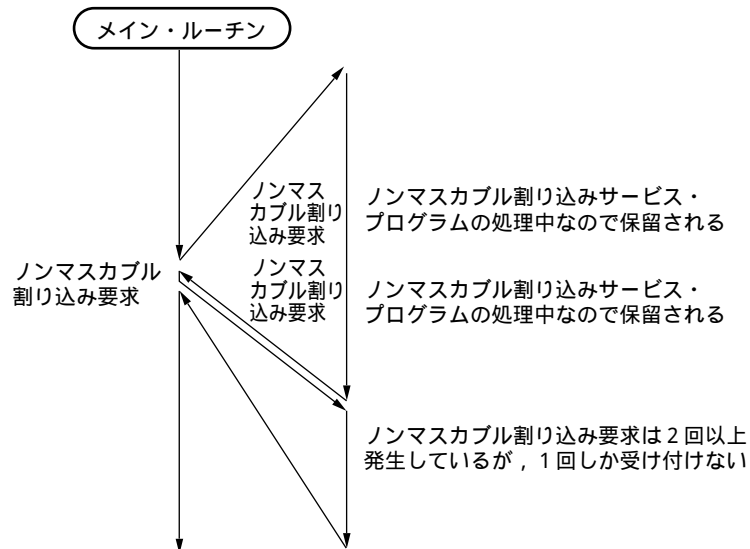 メイン・ルーチン
ノンマス
カブル割り
込み要求
ノンマスカブル割り込みサービス・
プログラムの処理中なので保留される
ノンマスカブル
割り込み要求
ノンマス
カブル割り
込み要求
ノンマスカブル割り込みサービス・
プログラムの処理中なので保留される
ノンマスカブル割り込み要求は2回以上
発生しているが，1回しか受け付けない